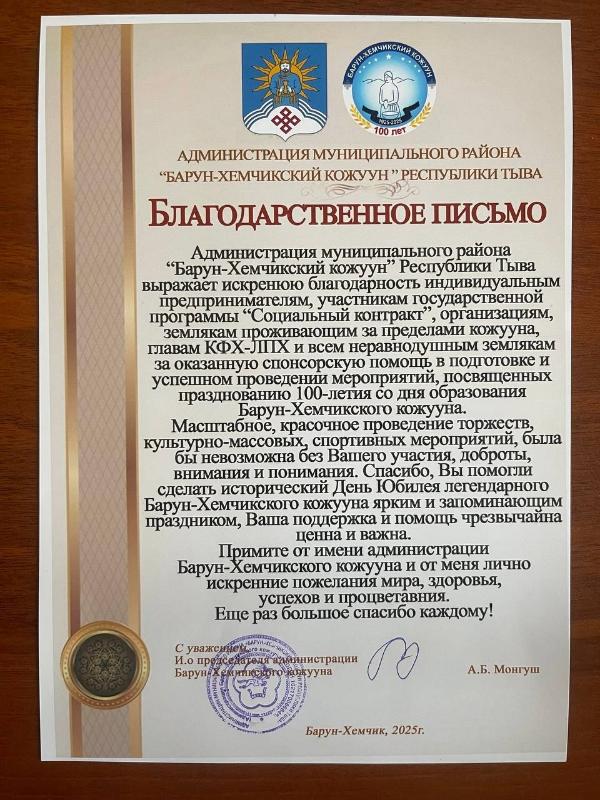 БАРУН-ХЕМЧИКСКИЙ КОЖУУН
1925-2025
100 лет
АДМИНИСТРАЦИЯ МУНИЦИПАЛЬНОГО РАЙОНА
“БАРУН-ХЕМЧИКСКИЙ КОЖУУН ” РЕСПУБЛИКИ ТЫВА
БЛАГОДАРСТВЕННОЕ ПИСЬМО
Администрация муниципального района
“Барун-Хемчикский кожуун” Республики Тыва
выражает искреннюю благодарность индивидуальным
предпринимателям, участникам государственной
программы “Социальный контракт”, организациям,
землякам проживающим за пределами кожууна,
главам КФХ-ЛПХ и всем неравнодушным землякам
за оказанную спонсорскую помощь в подготовке и
успешном проведении мероприятий, посвященных
празднованию 100-летия со дня образования
Барун-Хемчикского кожууна.
Масштабное, красочное проведение торжеств,
культурно-массовых, спортивных мероприятий, была
бы невозможна без Вашего участия, доброты,
внимания и понимания. Спасибо, Вы помогли
сделать исторический День Юбилея легендарного
Барун-Хемчикского кожууна ярким и запоминающим
праздником, Ваша поддержка и помощь чрезвычайна
ценна и важна.
Примите от имени администрации
Барун-Хемчикского кожууна и от меня лично
искренние пожелания мира, здоровья,
успехов и процветавния.
Еще раз большое спасибо каждому!
С уважением,
И.о председателя администрации
Барун-Хемчикского кожууна
А.Б. Монгуш
Барун-Хемчик, 2025г.